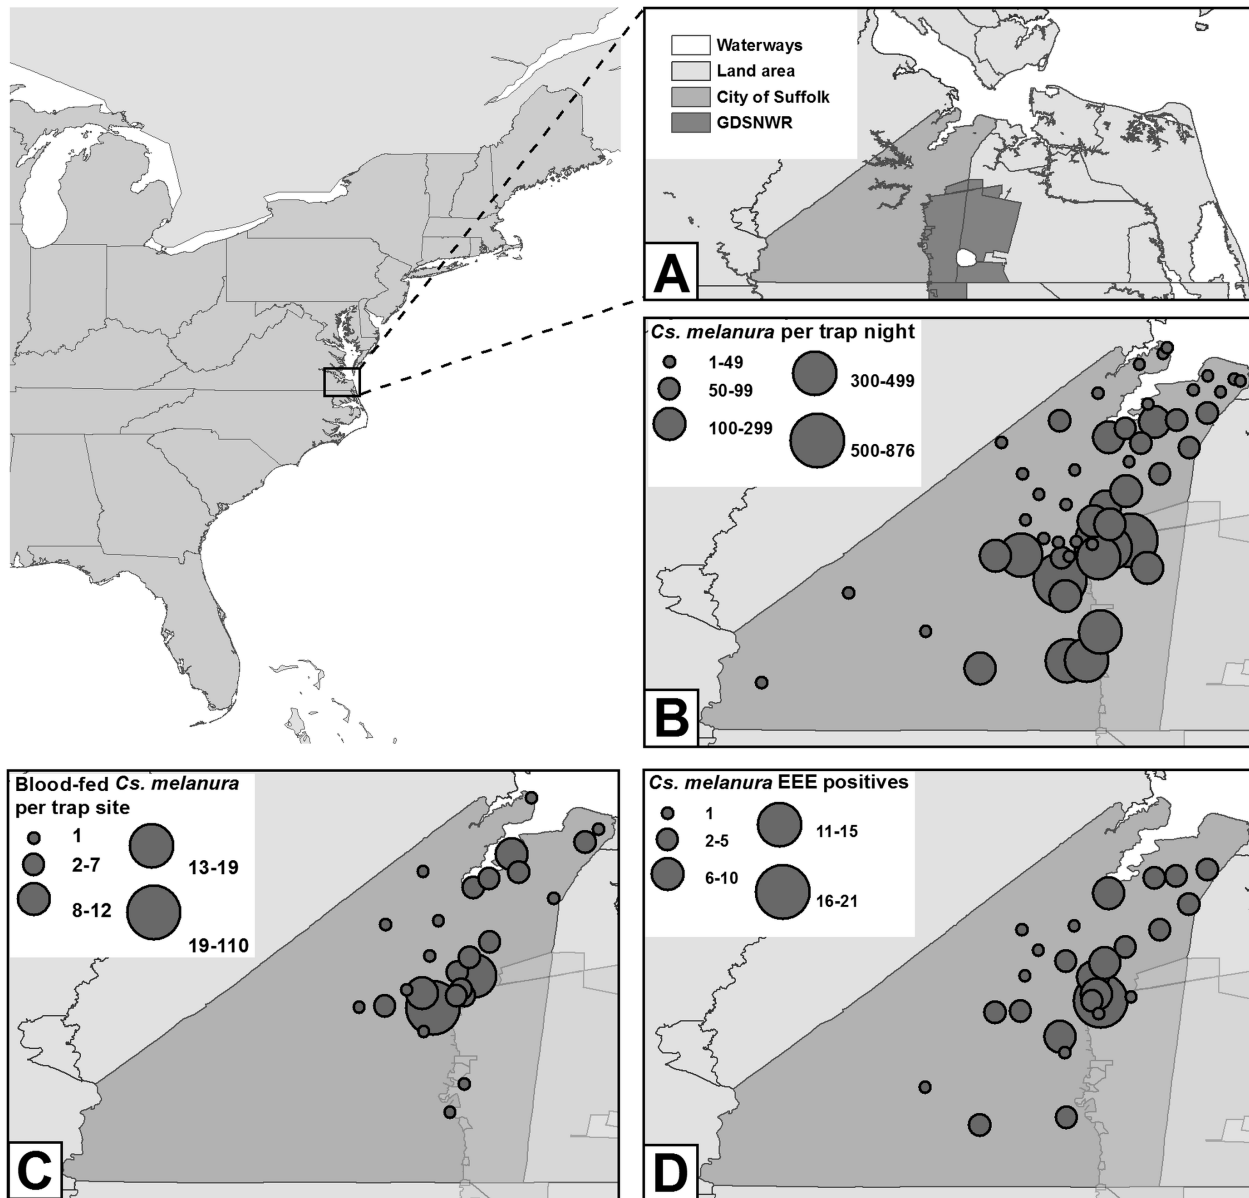 Waterways
Land area
City of Suffolk
GDSNWR
A
Cs. melanura per trap night
1-49
50-99
100-299
300-499
500-876
B
Blood-fed Cs. melanura
per trap site
1
2-7
8-12
13-19
19-110
C
Cs. melanura EEE positives
1
2-5
6-10
11-15
16-21
D